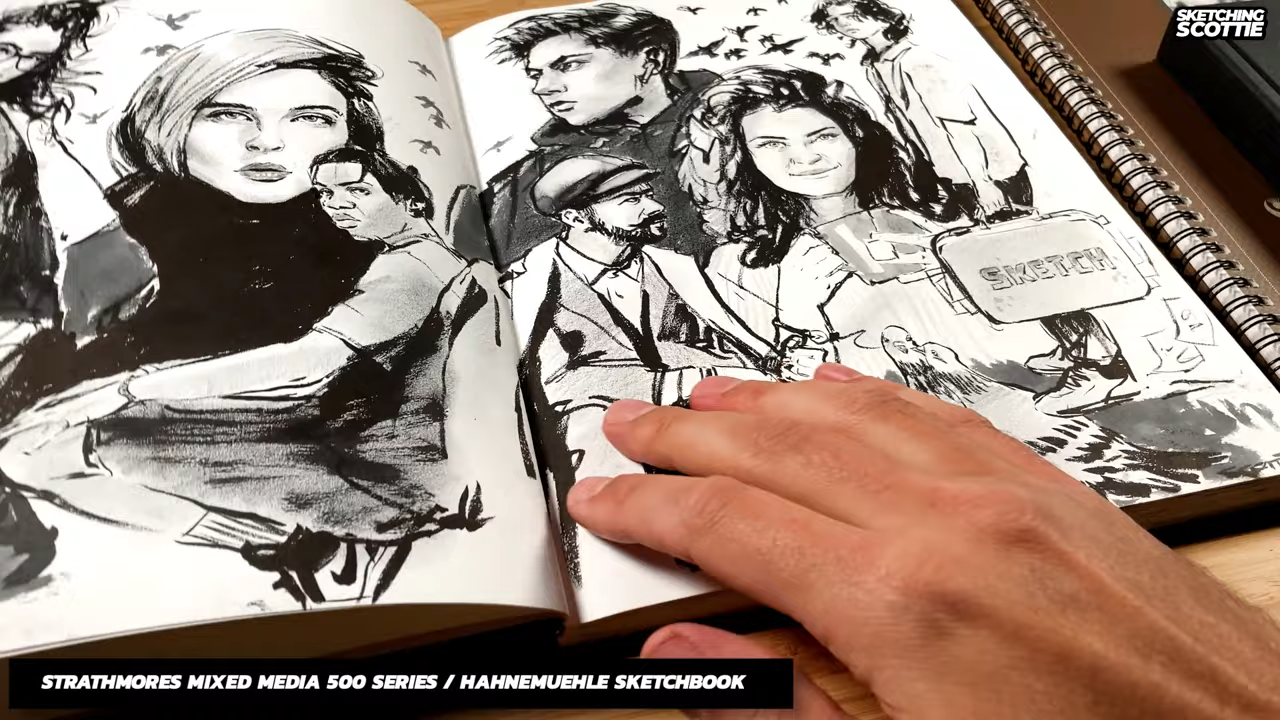 SKETCHING
SCOTTIE
SKETCH
STRATHMORES MIXED MEDIA 500 SERIES / HAHNEMUEHLE SKETCHBOOK